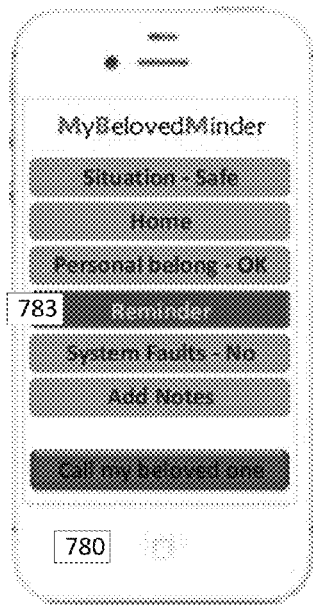 MyBelovedMinder
Situation - Safe
Home
Personal belong - OK
783
Reminder
System Faults - No
Add Notes
Call my beloved one
780